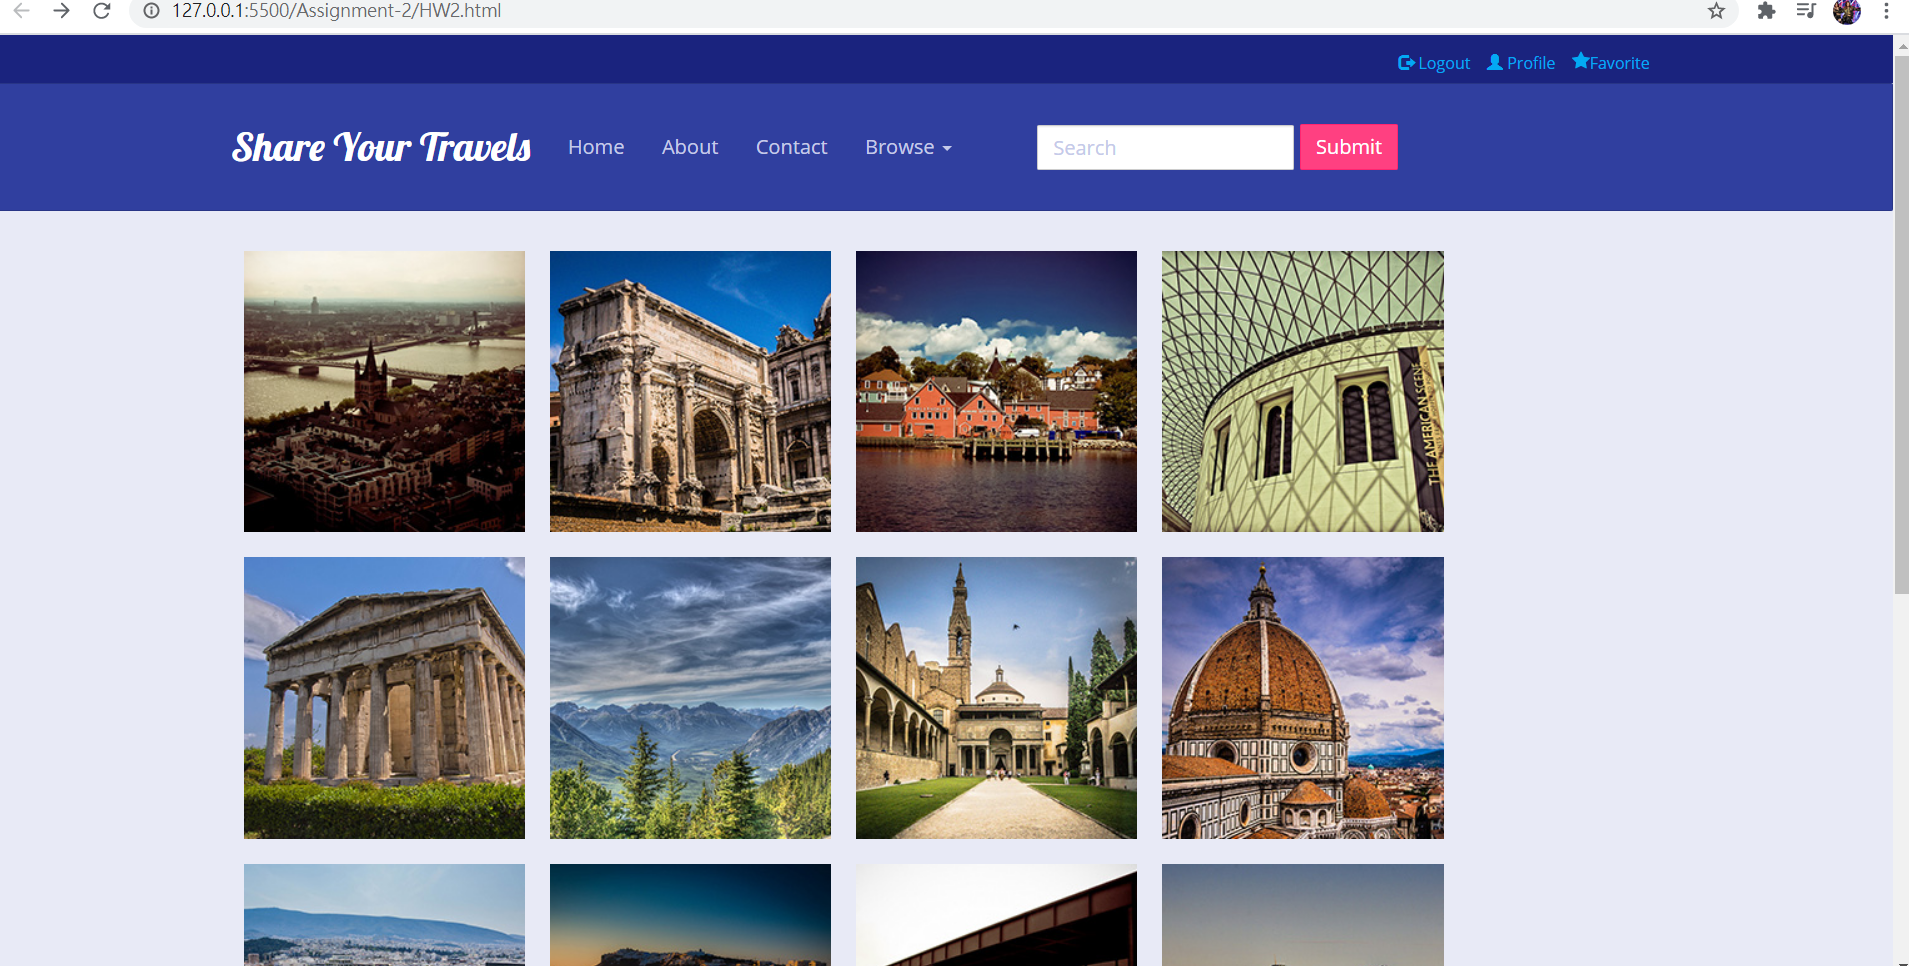 127.0.0.1:5500/Assignment-2/HW2.html
Logout Profile Favorite
Share Your Travels Home About Contact Browse Search Submit
THE AMERICAN SCENE